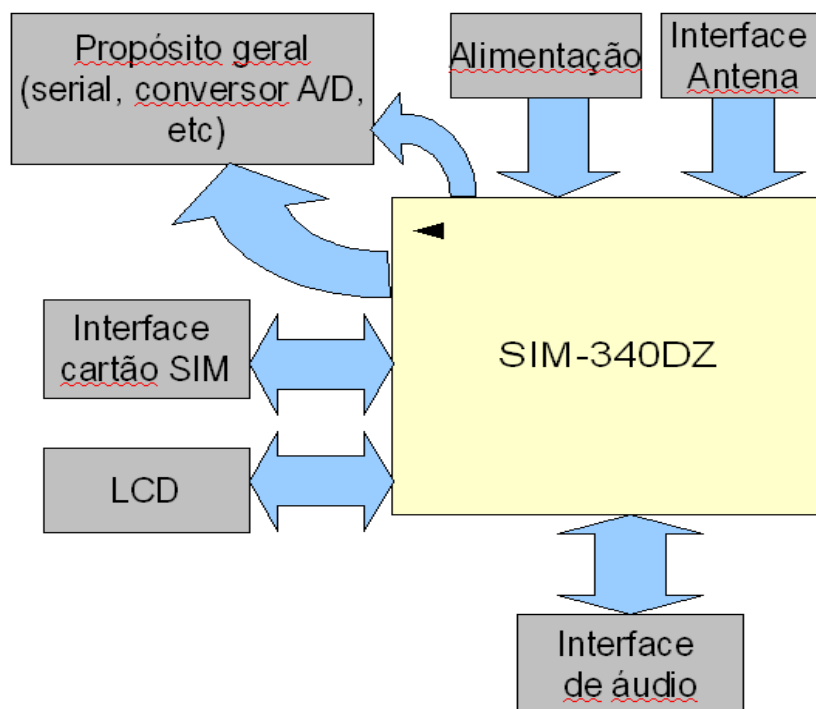 Propósito geral
(serial, conversor A/D,
etc)
Alimentação
Interface
Antena
Interface
cartão SIM
SIM-340DZ
LCD
Interface
de áudio